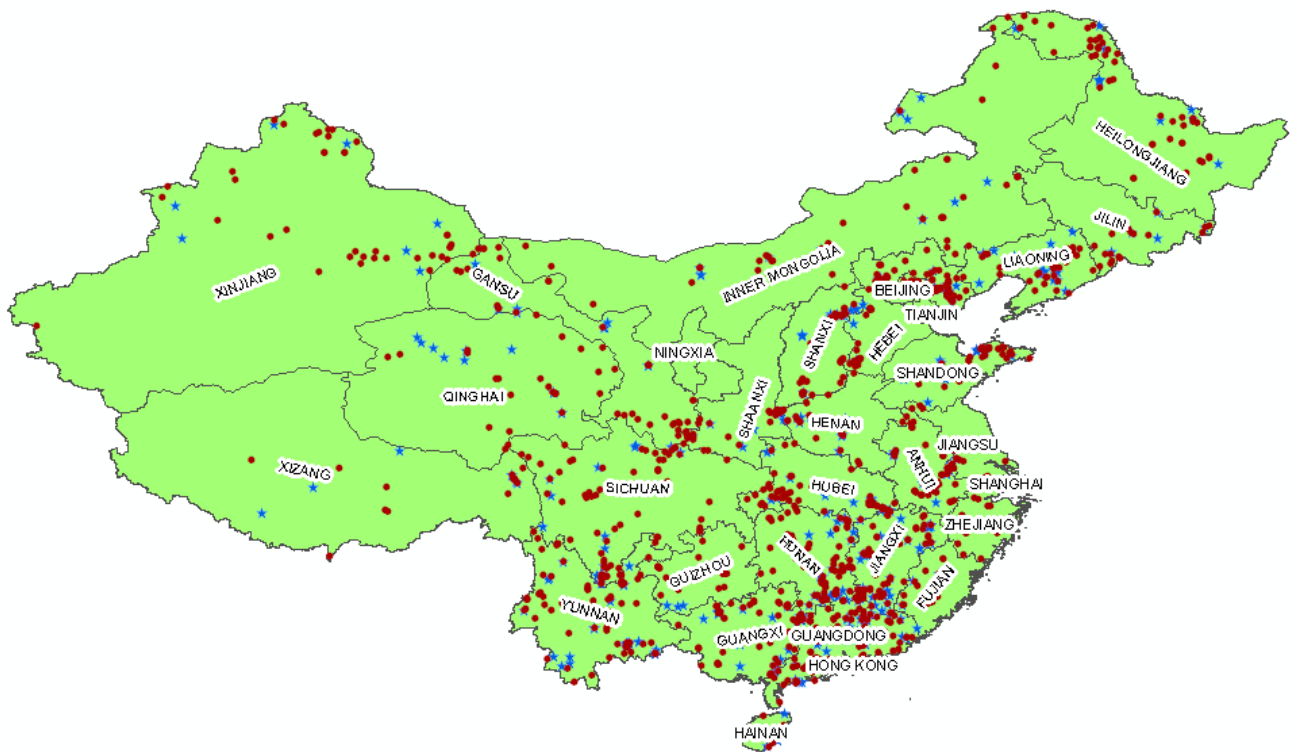 HEILONGJIANG
JILIN
LIAONING
INNER MONGOLIA
XINJIANG
GANSU
BEIJING
TIANJIN
SHANXI
HEBEI
NINGXIA
SHANDONG
QINGHAI
SHAANXI
HENAN
JIANGSU
ANHUI
XIZANG
SICHUAN
HUBEI
SHANGHAI
ZHEJIANG
HUNAN
JIANGXI
GUIZHOU
FUJIAN
YUNNAN
GUANGXI
GUANGDONG
HONG KONG
HAINAN